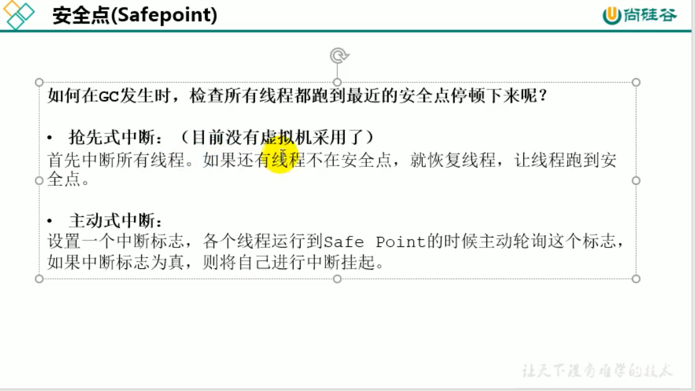 安全点(Safepoint)
尚硅谷
如何在GC发生时，检查所有线程都跑到最近的安全点停顿下来呢？
• 抢先式中断：（目前没有虚拟机采用了）
首先中断所有线程。如果还有线程不在安全点，就恢复线程，让线程跑到安
全点。
• 主动式中断：
设置一个中断标志，各个线程运行到Safe Point的时候主动轮询这个标志，
如果中断标志为真，则将自己进行中断挂起。
让天下没有难学的技术